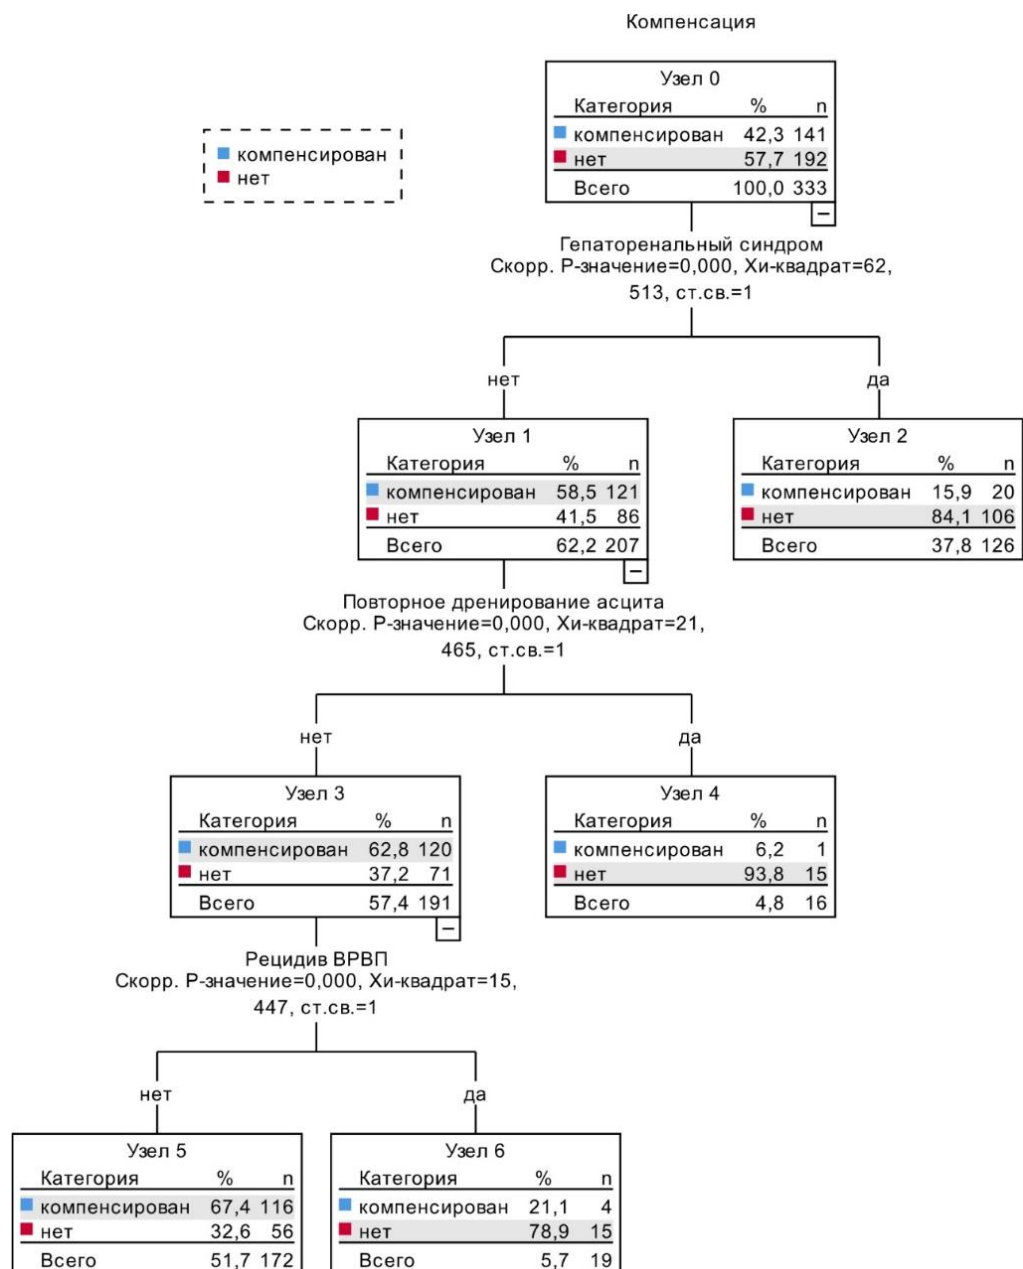 Компенсация
Узел 0
Категория % n
компенсирован 42,3 141
нет 57,7 192
Всего 100,0 333
компенсирован
нет
Гепаторенальный синдром
Скорр. Р-значение=0,000, Хи-квадрат=62,
513, ст.св.=1
нет
да
Узел 1
Категория % n
компенсирован 58,5 121
нет 41,5 86
Всего 62,2 207
Узел 2
Категория % n
компенсирован 15,9 20
нет 84,1 106
Всего 37,8 126
Повторное дренирование асцита
Скорр. Р-значение=0,000, Хи-квадрат=21,
465, ст.св.=1
нет
да
Узел 3
Категория % n
компенсирован 62,8 120
нет 37,2 71
Всего 57,4 191
Узел 4
Категория % n
компенсирован 6,2 1
нет 93,8 15
Всего 4,8 16
Рецидив ВРВП
Скорр. Р-значение=0,000, Хи-квадрат=15,
447, ст.св.=1
нет
да
Узел 5
Категория % n
компенсирован 67,4 116
нет 32,6 56
Всего 51,7 172
Узел 6
Категория % n
компенсирован 21,1 4
нет 78,9 15
Всего 5,7 19